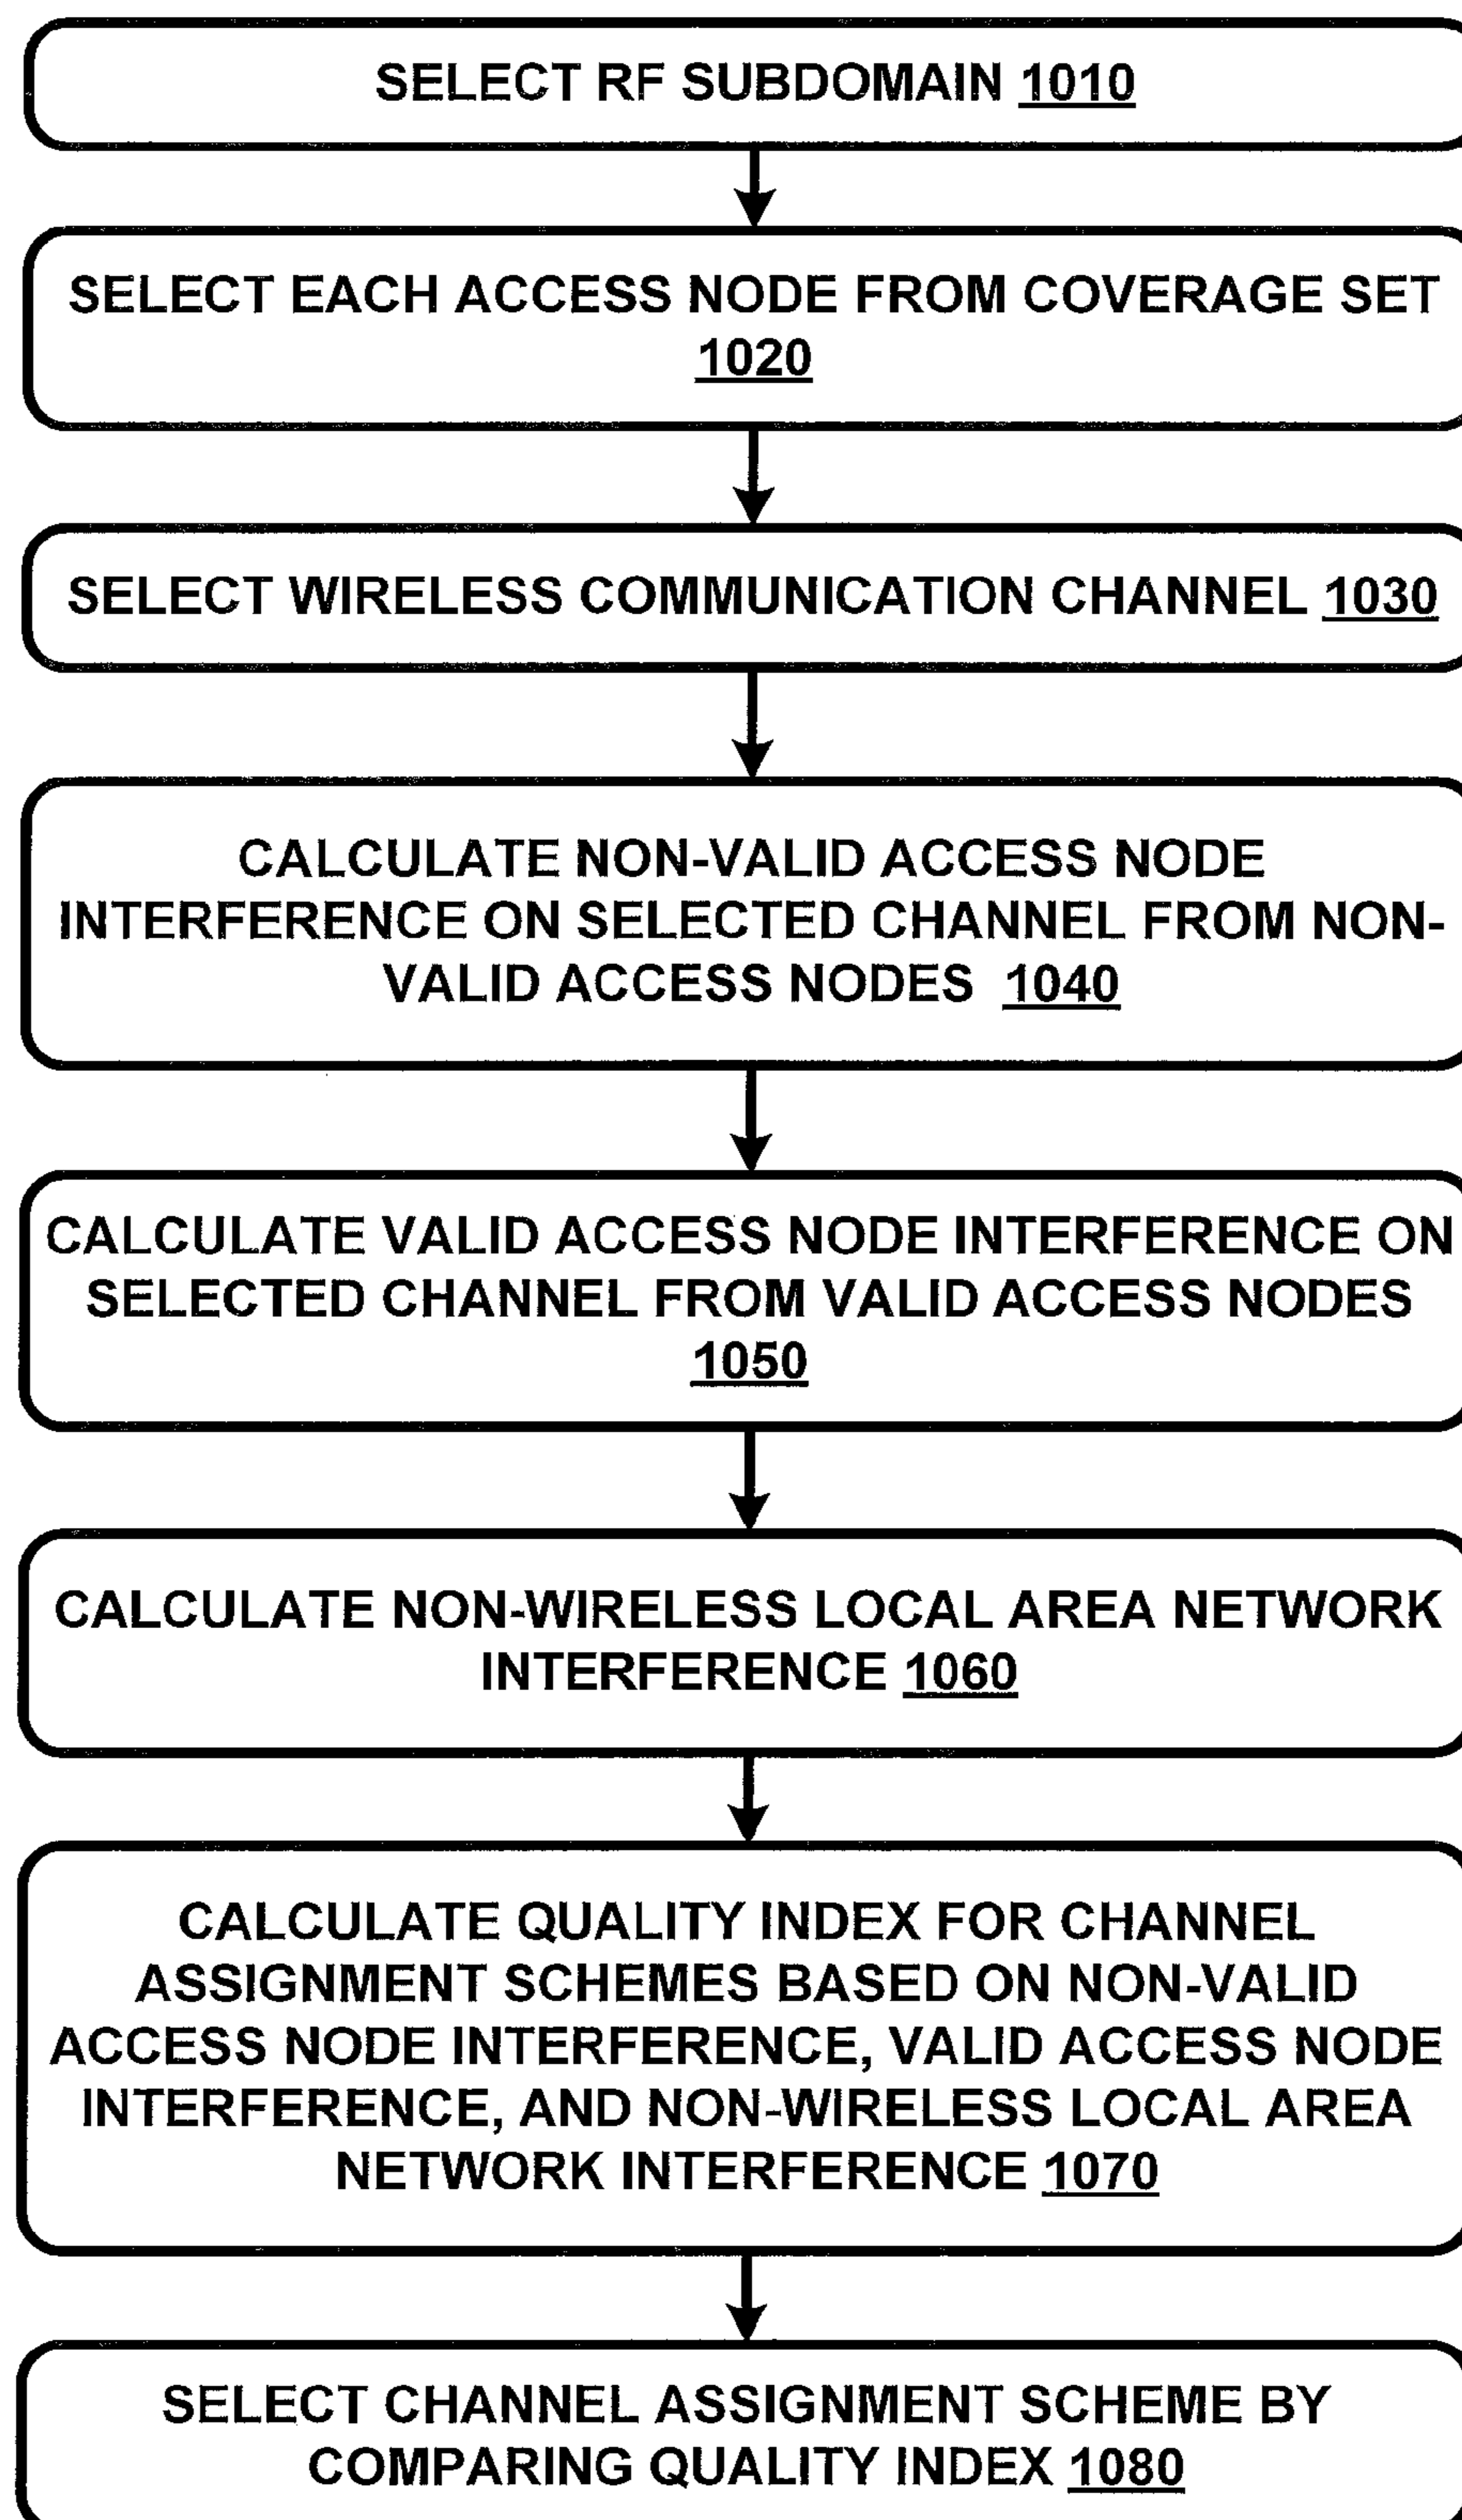 SELECT RF SUBDOMAIN 1010
SELECT EACH ACCESS NODE FROM COVERAGE SET
1020
SELECT WIRELESS COMMUNICATION CHANNEL 1030
CALCULATE NON-VALID ACCESS NODE
INTERFERENCE ON SELECTED CHANNEL FROM NON-
VALID ACCESS NODES 1040
CALCULATE VALID ACCESS NODE INTERFERENCE ON
SELECTED CHANNEL FROM VALID ACCESS NODES
1050
CALCULATE NON-WIRELESS LOCAL AREA NETWORK
INTERFERENCE 1060
CALCULATE QUALITY INDEX FOR CHANNEL
ASSIGNMENT SCHEMES BASED ON NON-VALID
ACCESS NODE INTERFERENCE, VALID ACCESS NODE
INTERFERENCE, AND NON-WIRELESS LOCAL AREA
NETWORK INTERFERENCE 1070
SELECT CHANNEL ASSIGNMENT SCHEME BY
COMPARING QUALITY INDEX 1080